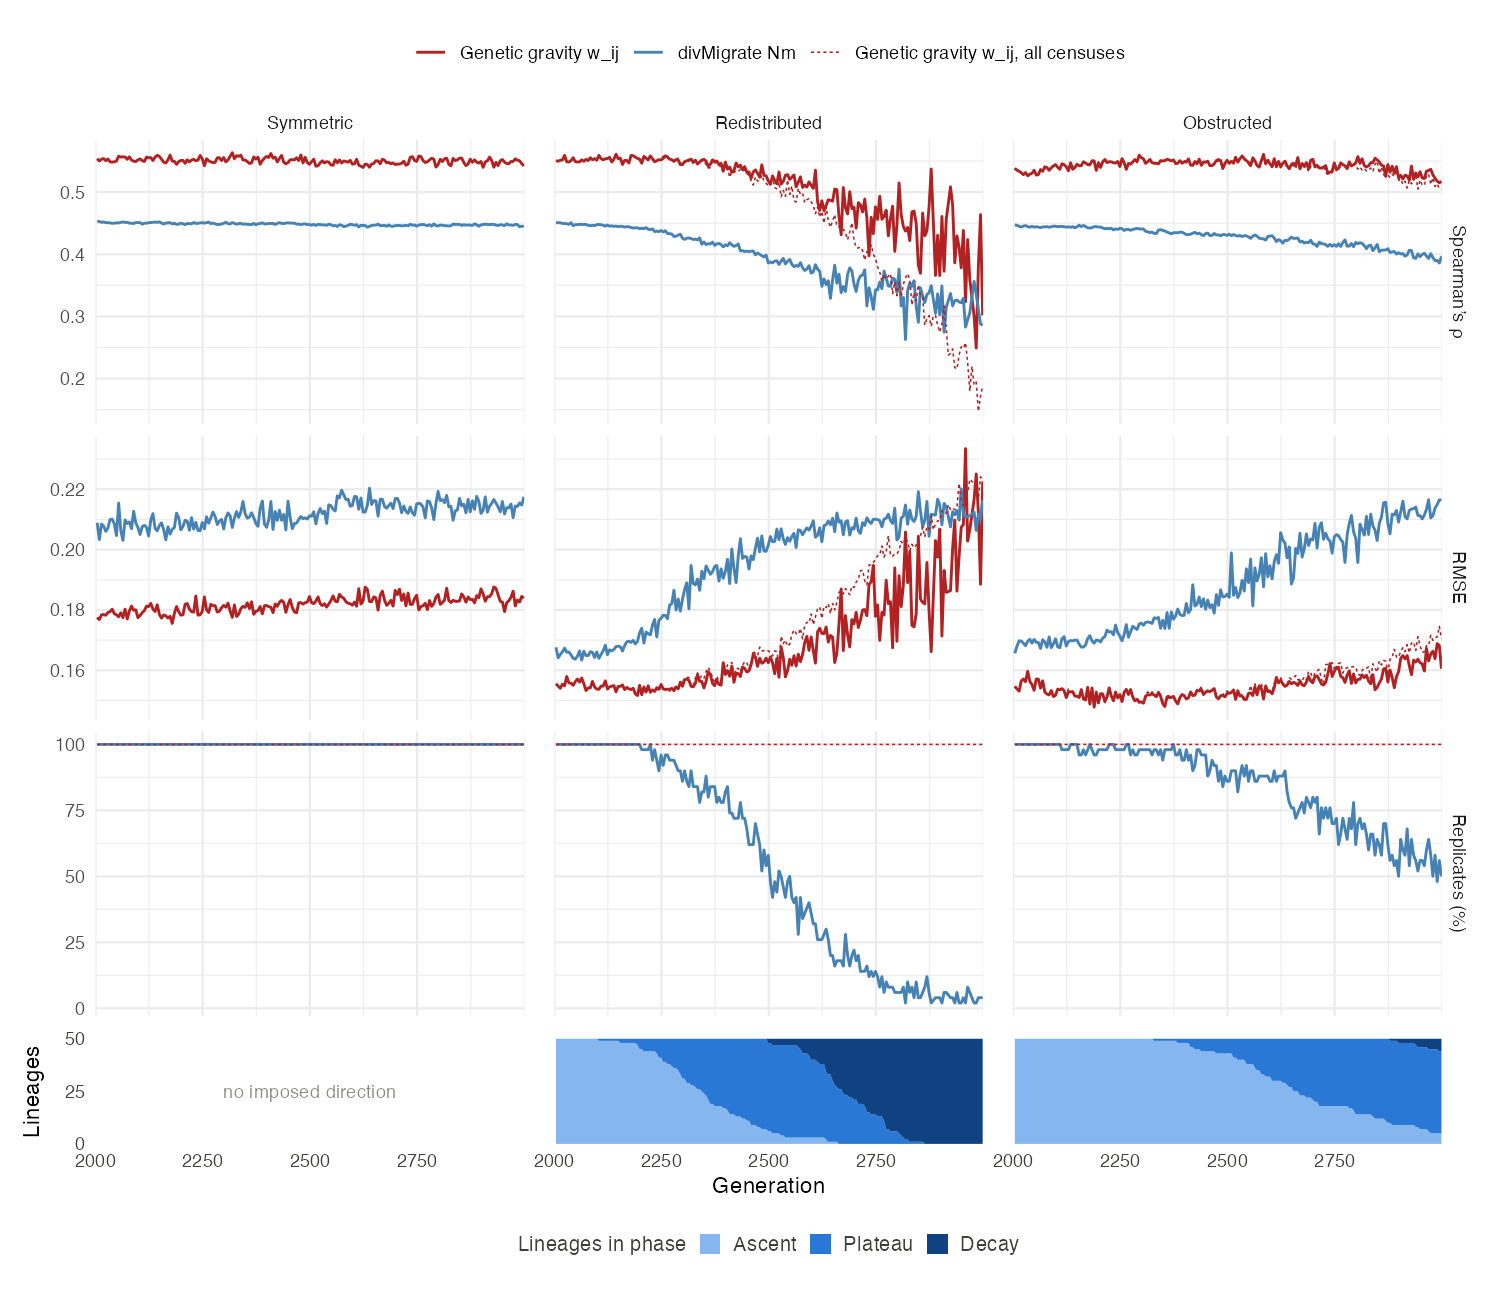 Genetic gravity w_ij divMigrate Nm Genetic gravity w_ij, all censuses
Symmetric Redistributed Obstructed
0.5
0.4
0.3
0.2
Spearman's ρ
0.22
0.20
0.18
0.16
RMSE
100
75
50
25
0
Replicates (%)
50
25
0
Lineages
no imposed direction
2000 2250 2500 2750 2000 2250 2500 2750 2000 2250 2500 2750
Generation
Lineages in phase Ascent Plateau Decay